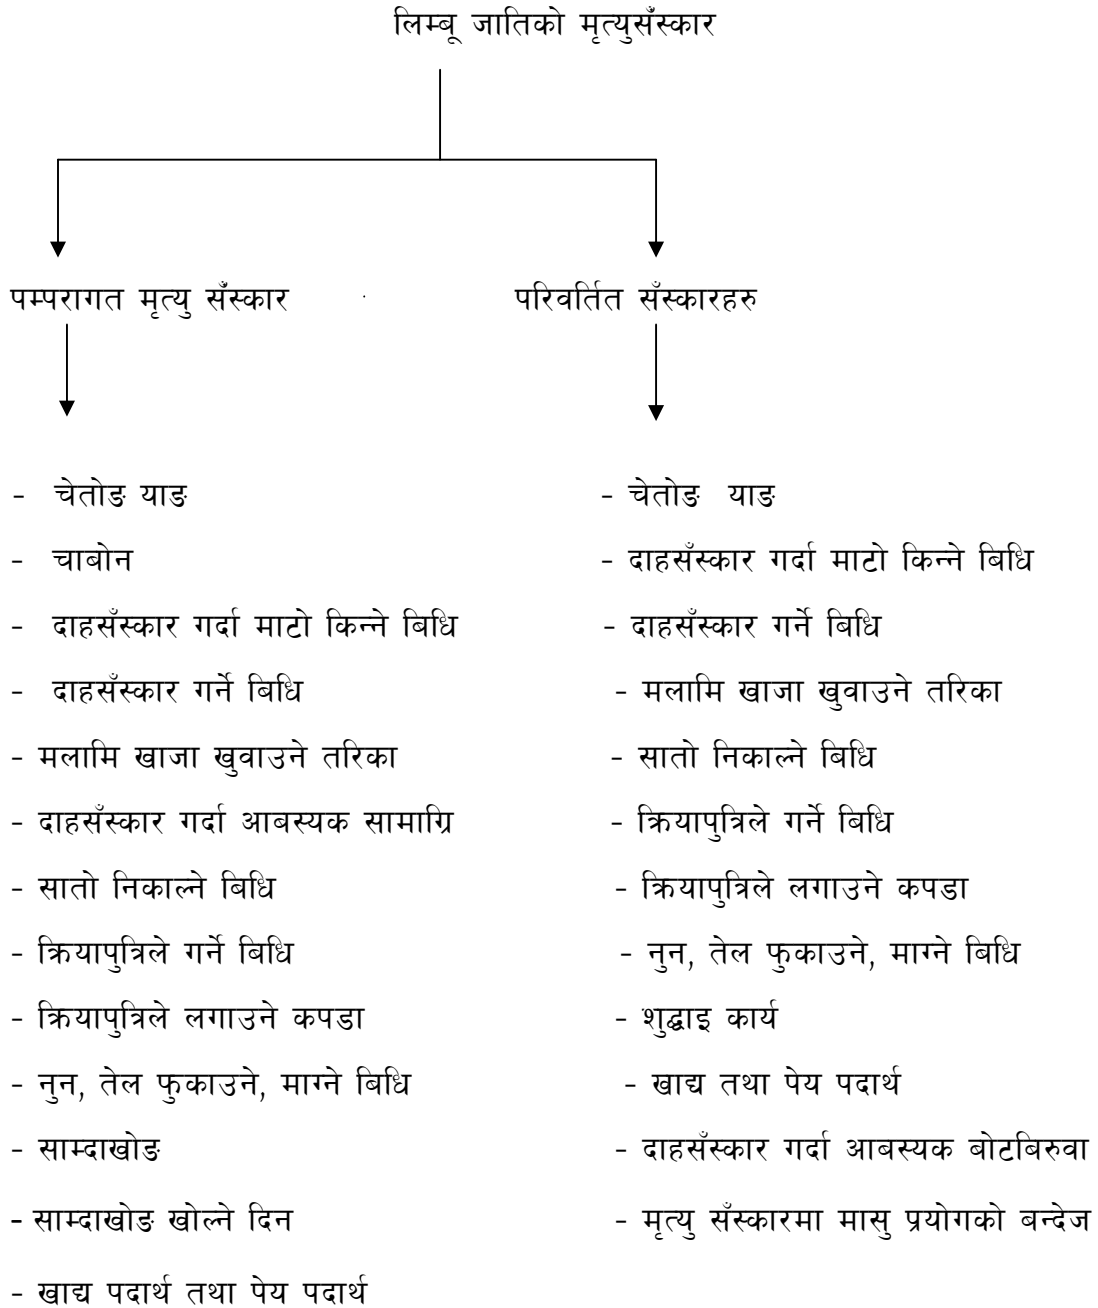 लिम्बू जातिको मृत्युसँस्कार
पम्परागत मृत्यु सँस्कार
परिवर्तित सँस्कारहरु
-  चेतोङ याङ
-  चाबोन
-  दाहसँस्कार गर्दा माटो किन्ने बिधि
-  दाहसँस्कार गर्ने बिधि
- मलामि खाजा खुवाउने तरिका
- दाहसँस्कार गर्दा आबस्यक सामाग्रि
- सातो निकाल्ने बिधि
- क्रियापुत्रिले गर्ने बिधि
- क्रियापुत्रिले लगाउने कपडा
- नुन, तेल फुकाउने, माग्ने बिधि
- साम्दाखोङ
- साम्दाखोङ खोल्ने दिन
- खाद्य पदार्थ तथा पेय पदार्थ
- चेतोङ  याङ
- दाहसँस्कार गर्दा माटो किन्ने बिधि
- दाहसँस्कार गर्ने बिधि
- मलामि खाजा खुवाउने तरिका
- सातो निकाल्ने बिधि
- क्रियापुत्रिले गर्ने बिधि
- क्रियापुत्रिले लगाउने कपडा
- नुन, तेल फुकाउने, माग्ने बिधि
- शुद्धाइ कार्य
- खाद्य तथा पेय पदार्थ
- दाहसँस्कार गर्दा आबस्यक बोटबिरुवा
- मृत्यु सँस्कारमा मासु प्रयोगको बन्देज